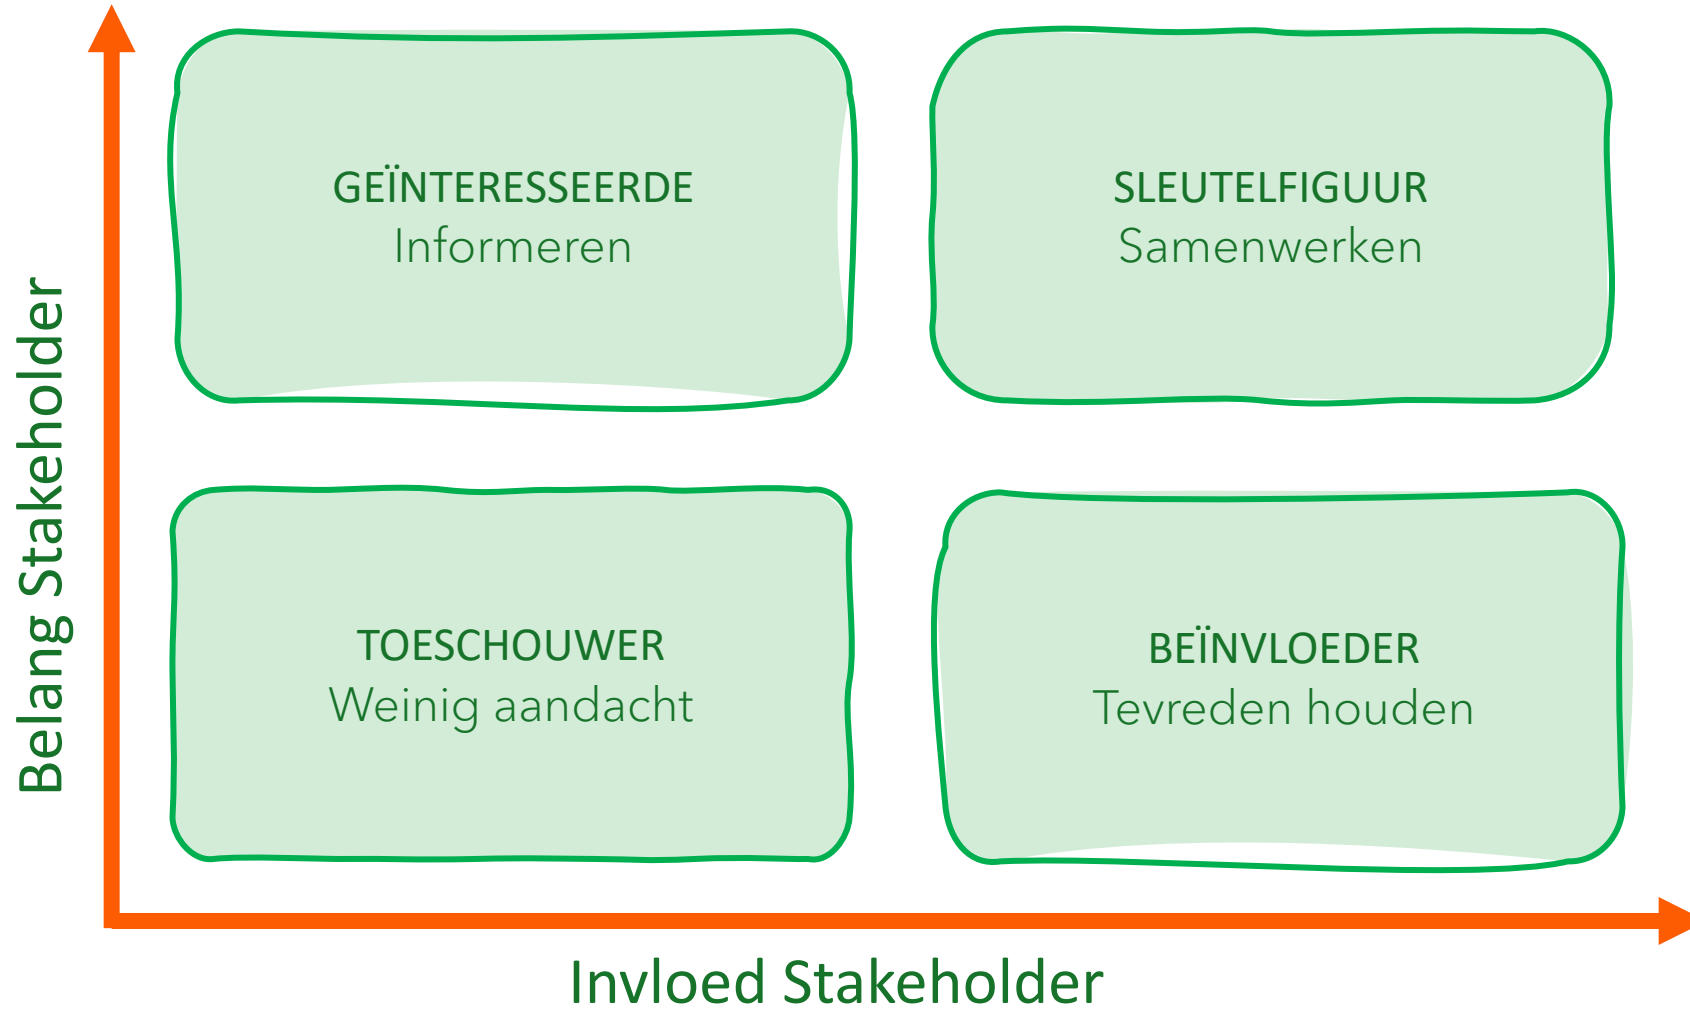 GEÏNTERESSEERDE
Informeren
SLEUTELFIGUUR
Samenwerken
Belang Stakeholder
TOESCHOUWER
Weinig aandacht
BEÏNVLOEDER
Tevreden houden
Invloed Stakeholder